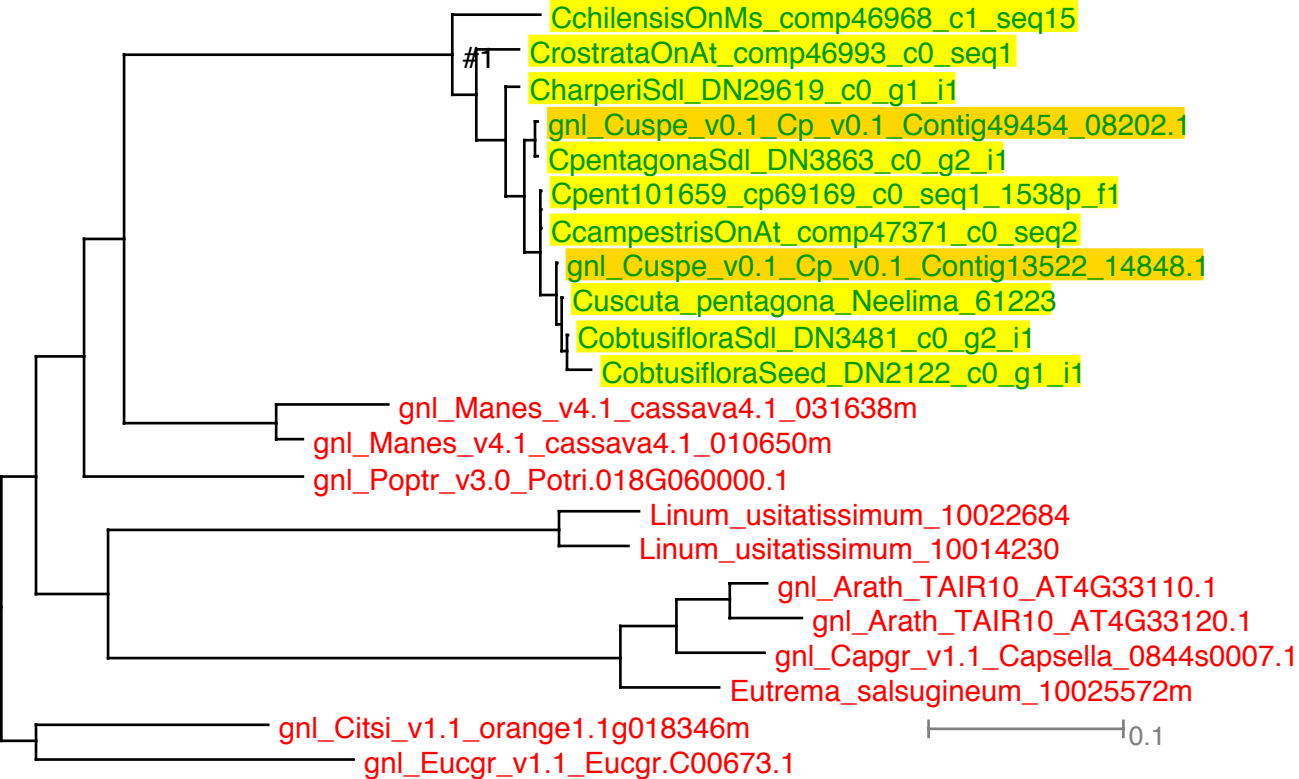 CchilensisOnMs_comp46968_c1_seq15
#1
CrostrataOnAt_comp46993_c0_seq1
CharperiSdl_DN29619_c0_g1_i1
gnl_Cuspe_v0.1_Cp_v0.1_Contig49454_08202.1
CpentagonaSdl_DN3863_c0_g2_i1
Cpent101659_cp69169_c0_seq1_1538p_f1
CcampestrisOnAt_comp47371_c0_seq2
gnl_Cuspe_v0.1_Cp_v0.1_Contig13522_14848.1
Cuscuta_pentagona_Neelima_61223
CobtusifloraSdl_DN3481_c0_g2_i1
CobtusifloraSeed_DN2122_c0_g1_i1
gnl_Manes_v4.1_cassava4.1_031638m
gnl_Manes_v4.1_cassava4.1_010650m
gnl_Poptr_v3.0_Potri.018G060000.1
Linum_usitatissimum_10022684
Linum_usitatissimum_10014230
gnl_Arath_TAIR10_AT4G33110.1
gnl_Arath_TAIR10_AT4G33120.1
gnl_Capgr_v1.1_Capsella_0844s0007.1
Eutrema_salsugineum_10025572m
gnl_Citsi_v1.1_orange1.1g018346m
0.1
gnl_Eucgr_v1.1_Eucgr.C00673.1